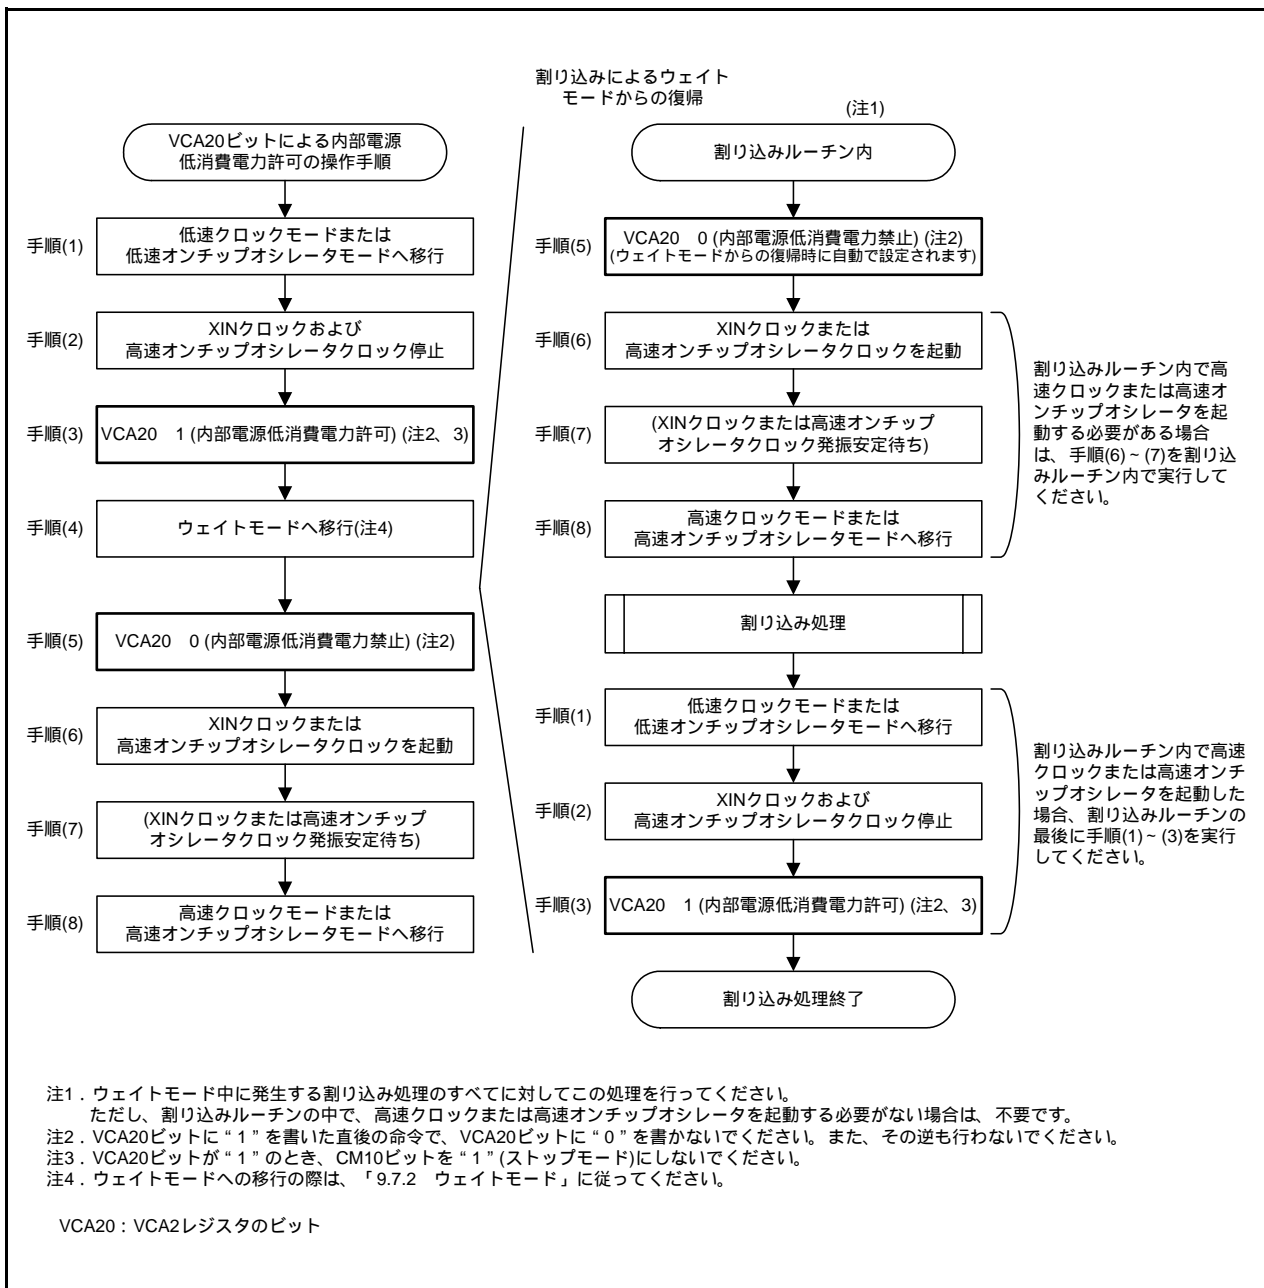 割り込みによるウェイト
モードからの復帰
VCA20ビットによる内部電源
低消費電力許可の操作手順
手順(1)
低速クロックモードまたは
低速オンチップオシレータモードへ移行
手順(2)
XINクロックおよび
高速オンチップオシレータクロック停止
手順(3)
VCA20　1 (内部電源低消費電力許可) (注2、3)
手順(4)
ウェイトモードへ移行(注4)
手順(5)
VCA20　0 (内部電源低消費電力禁止) (注2)
手順(6)
XINクロックまたは
高速オンチップオシレータクロックを起動
手順(7)
(XINクロックまたは高速オンチップ
オシレータクロック発振安定待ち)
手順(8)
高速クロックモードまたは
高速オンチップオシレータモードへ移行
(注1)
割り込みルーチン内
手順(5)
VCA20　0 (内部電源低消費電力禁止) (注2)
(ウェイトモードからの復帰時に自動で設定されます)
手順(6)
XINクロックまたは
高速オンチップオシレータクロックを起動
手順(7)
(XINクロックまたは高速オンチップ
オシレータクロック発振安定待ち)
手順(8)
高速クロックモードまたは
高速オンチップオシレータモードへ移行
割り込みルーチン内で高
速クロックまたは高速オ
ンチップオシレータを起
動する必要がある場合
は、手順(6)~(7)を割り込
みルーチン内で実行して
ください。
割り込み処理
手順(1)
低速クロックモードまたは
低速オンチップオシレータモードへ移行
手順(2)
XINクロックおよび
高速オンチップオシレータクロック停止
手順(3)
VCA20　1 (内部電源低消費電力許可) (注2、3)
割り込みルーチン内で高速
クロックまたは高速オンチ
ップオシレータを起動した
場合、割り込みルーチンの
最後に手順(1)~(3)を実行
してください。
割り込み処理終了
注1．ウェイトモード中に発生する割り込み処理のすべてに対してこの処理を行ってください。
ただし、割り込みルーチンの中で、高速クロックまたは高速オンチップオシレータを起動する必要がない場合は、不要です。
注2．VCA20ビットに“1”を書いた直後の命令で、VCA20ビットに“0”を書かないでください。また、その逆も行わないでください。
注3．VCA20ビットが“1”のとき、CM10ビットを“1”(ストップモード)にしないでください。
注4．ウェイトモードへの移行の際は、「9.7.2　ウェイトモード」に従ってください。
VCA20：VCA2レジスタのビット